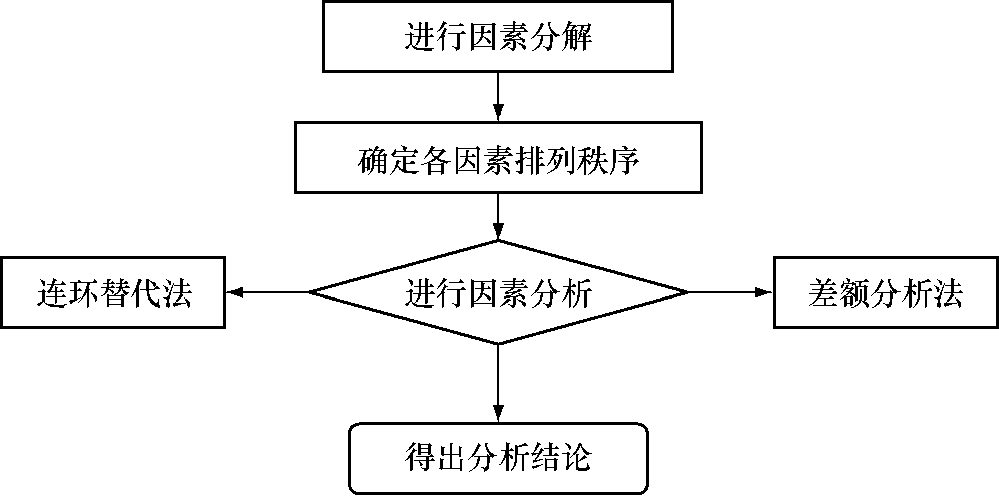 进行因素分解
确定各因素排列秩序
连环替代法
进行因素分析
差额分析法
得出分析结论